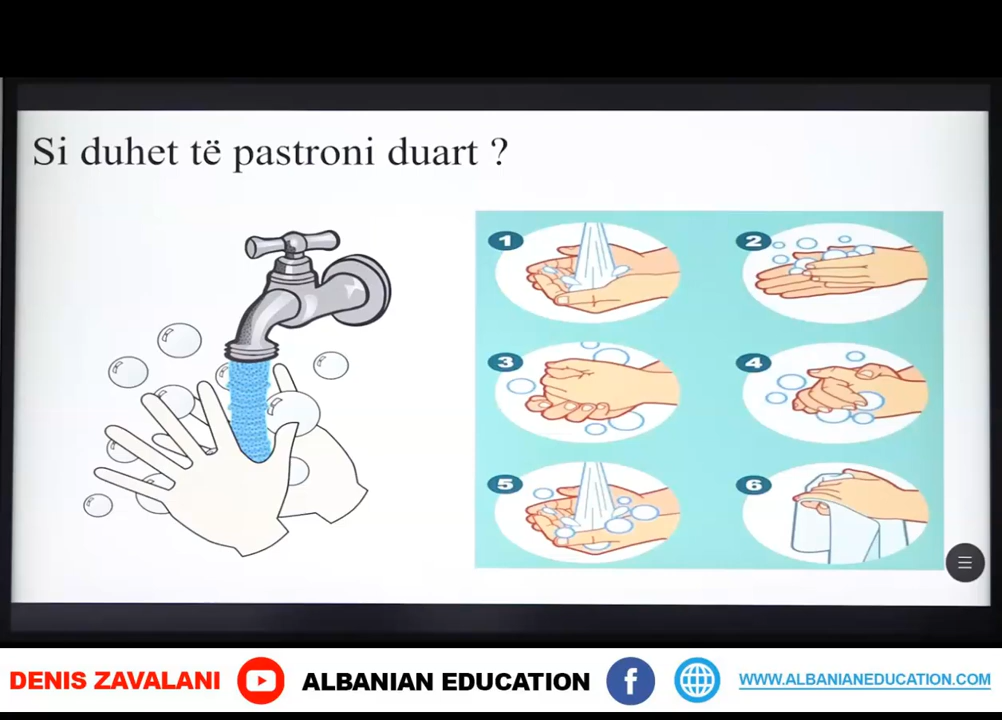 Si duhet të pastroni duart ?
1
2
3
4
5
6
DENIS ZAVALANI
ALBANIAN EDUCATION
f
WWW.ALBANIANEDUCATION.COM